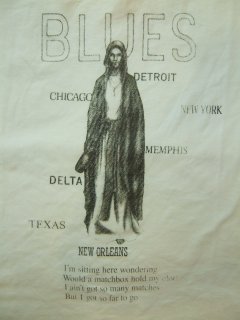 BLUES
DETROIT
CHICAGO
NEW YORK
MEMPHIS
DELTA
TEXAS
NEW ORLEANS
I'm sitting here wondering
Would a matchbox hold my
I ain't got so many matches
But I got so far to go